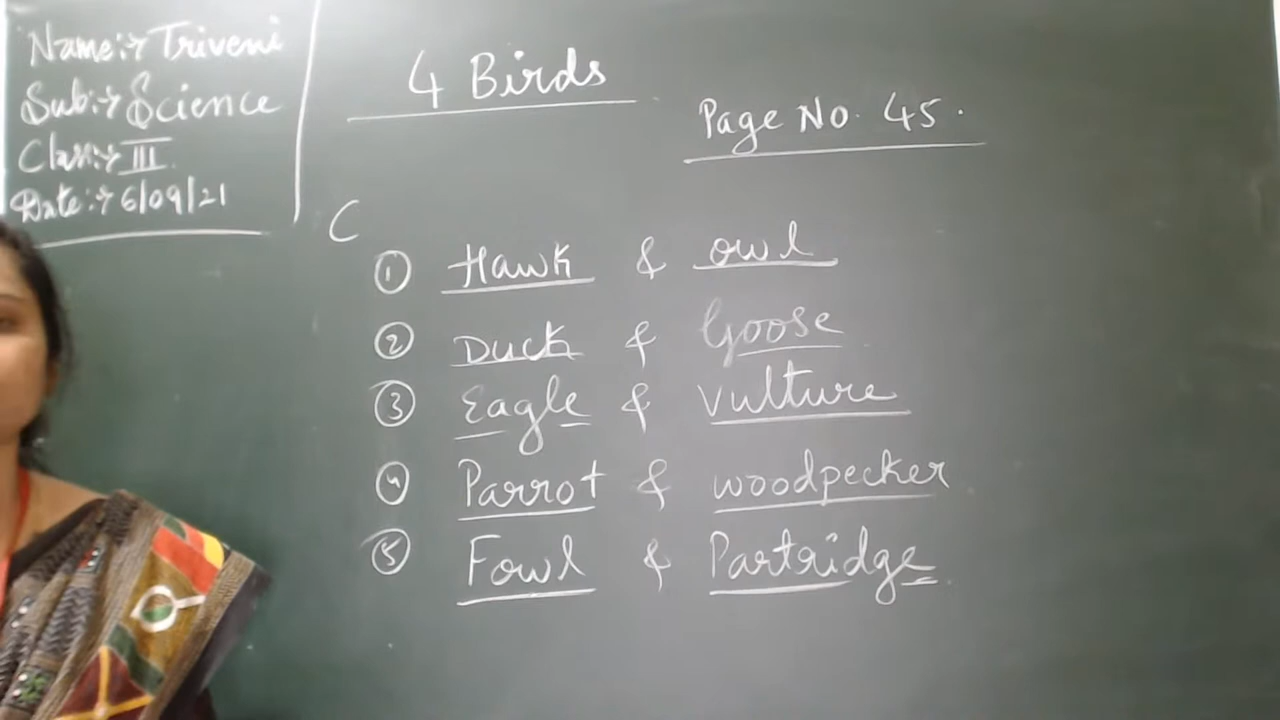 Name:→ Triveni
Sub:→ Science
Class:→ III
Date:→ 6/09/21
4 Birds
Page No. 45.
C
① Hawk & owl
② Duck & Goose
③ Eagle & Vulture
④ Parrot & woodpecker
⑤ Fowl & Partridge